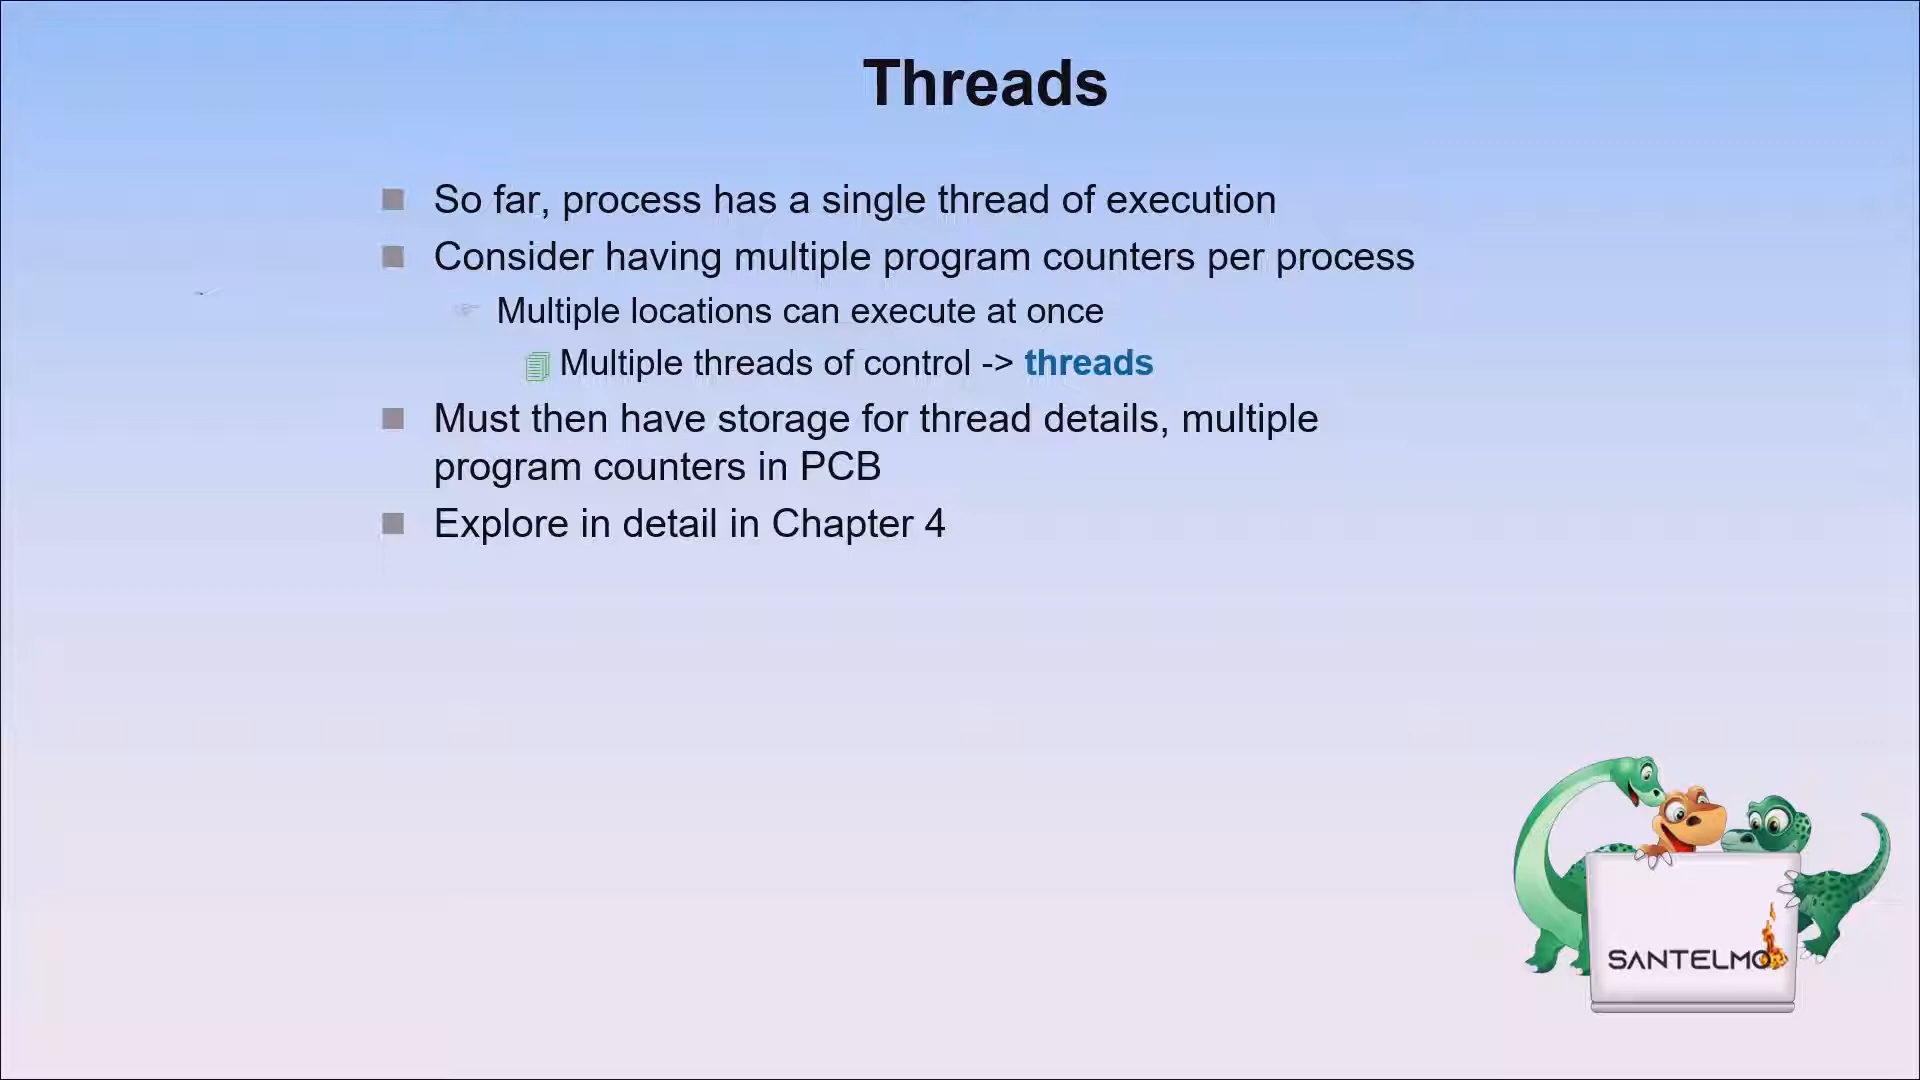 Threads
So far, process has a single thread of execution
Consider having multiple program counters per process
Multiple locations can execute at once
Multiple threads of control -> threads
Must then have storage for thread details, multiple
program counters in PCB
Explore in detail in Chapter 4
SANTELMO